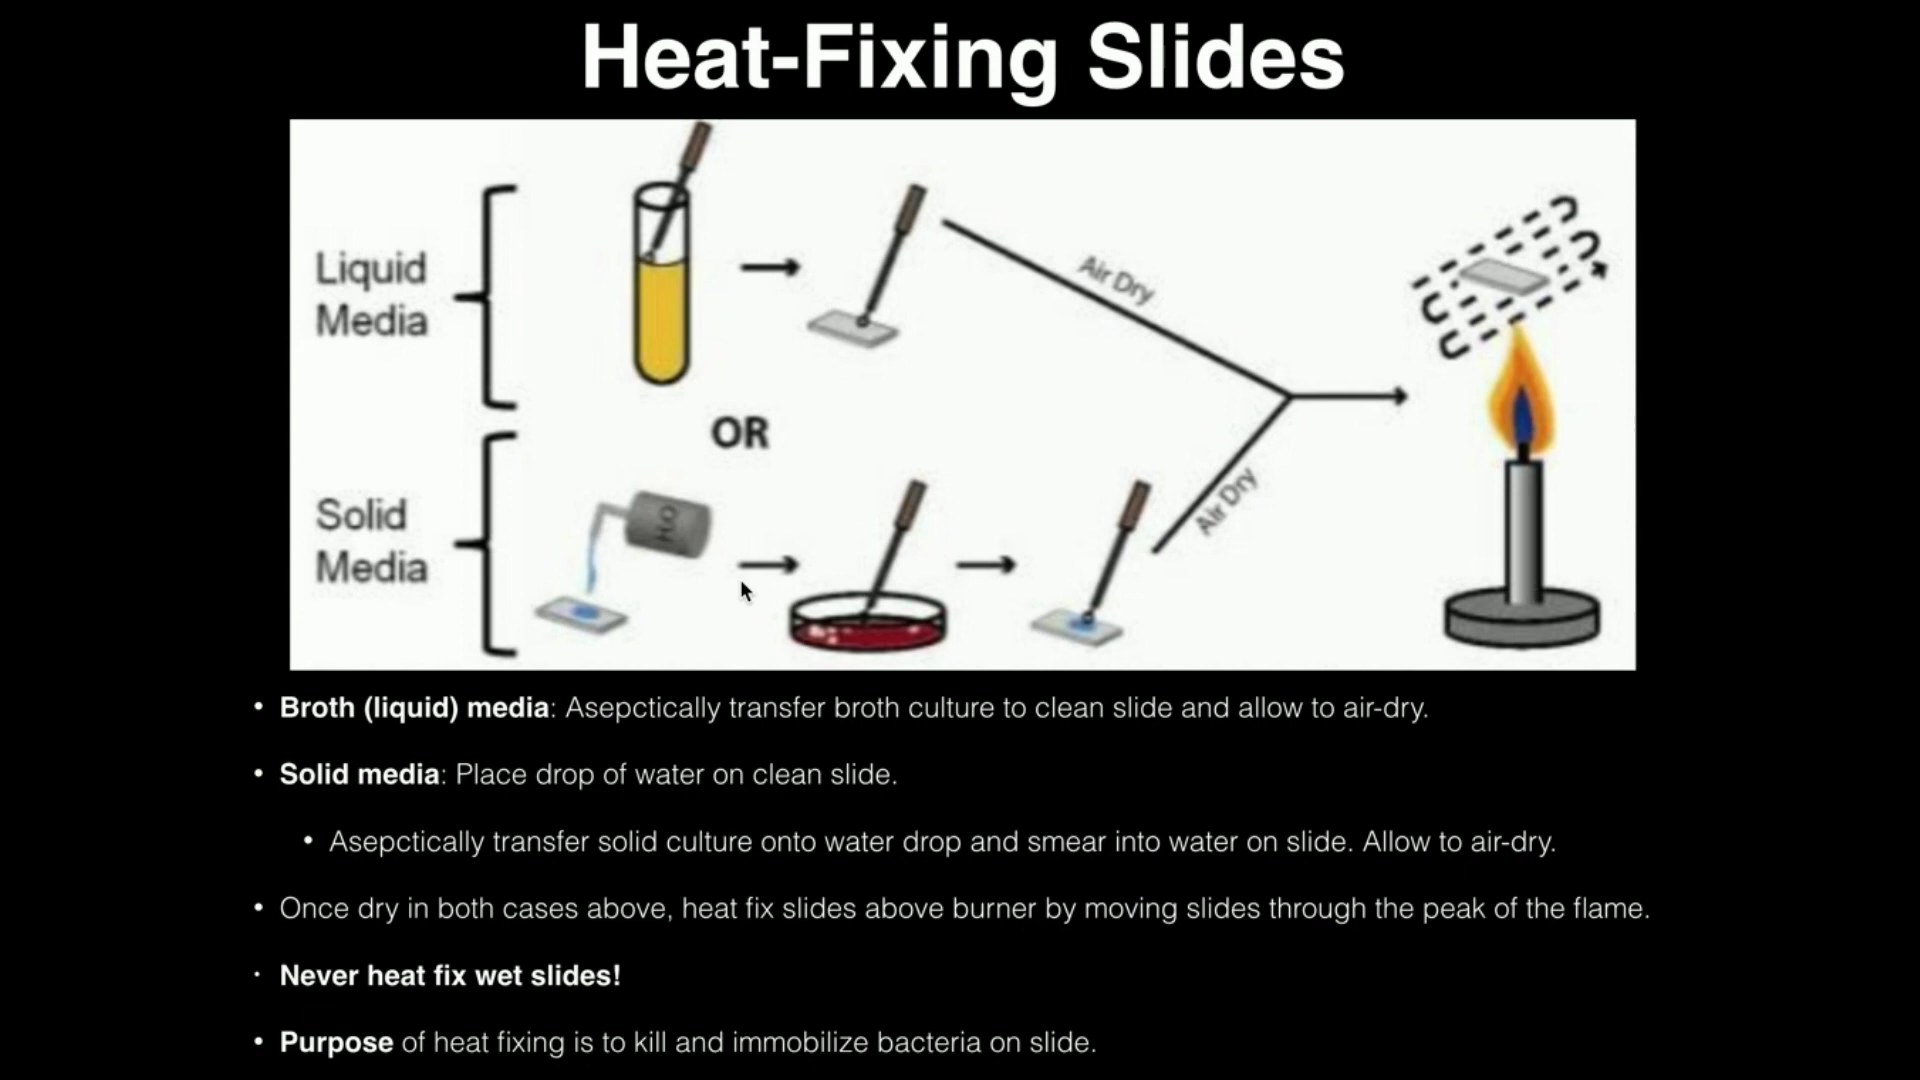 Heat-Fixing Slides
Liquid
Media
Air Dry
OR
Solid
Media
H₂O
Air Dry
• Broth (liquid) media: Asepctically transfer broth culture to clean slide and allow to air-dry.
• Solid media: Place drop of water on clean slide.
• Asepctically transfer solid culture onto water drop and smear into water on slide. Allow to air-dry.
• Once dry in both cases above, heat fix slides above burner by moving slides through the peak of the flame.
• Never heat fix wet slides!
• Purpose of heat fixing is to kill and immobilize bacteria on slide.